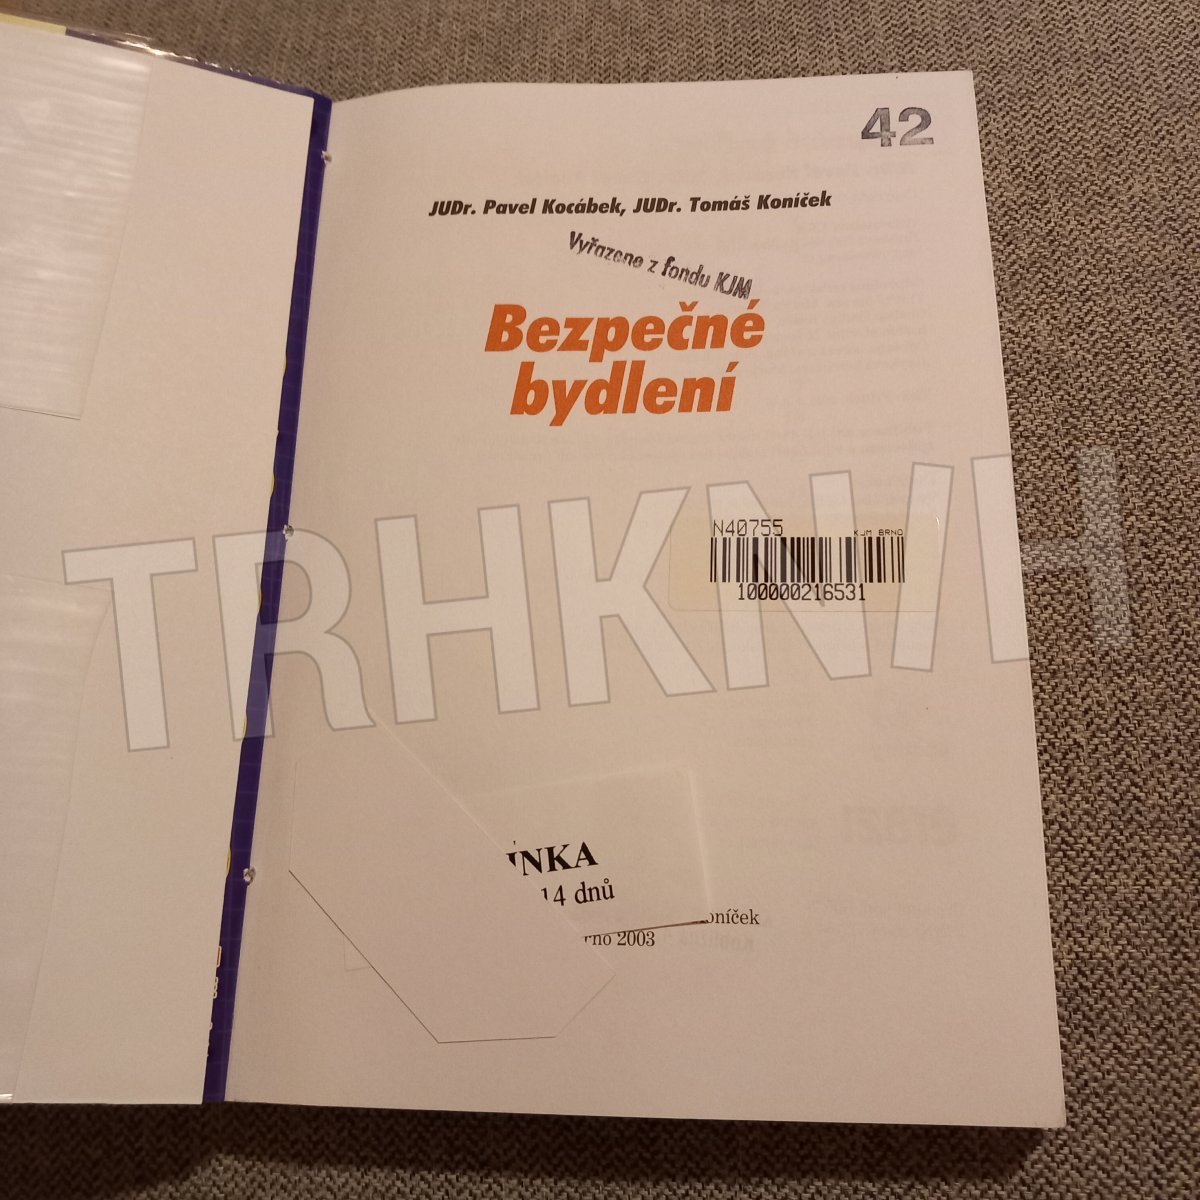 42
JUDr. Pavel Kocábek, JUDr. Tomáš Koníček
Vyřazeno z fondu KJM
Bezpečné
bydlení
TRHKNIH
N40755 KJM BRNO
100000216531
ÍNKA
14 dnů
oníček
rno 2003